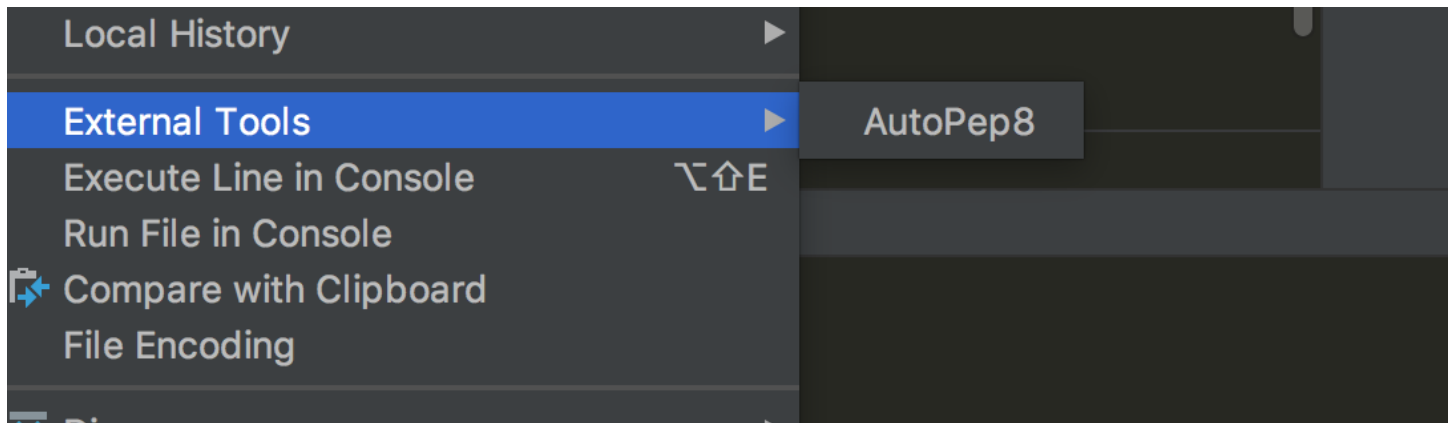 Local History
External Tools
AutoPep8
Execute Line in Console ⌥⇧E
Run File in Console
Compare with Clipboard
File Encoding